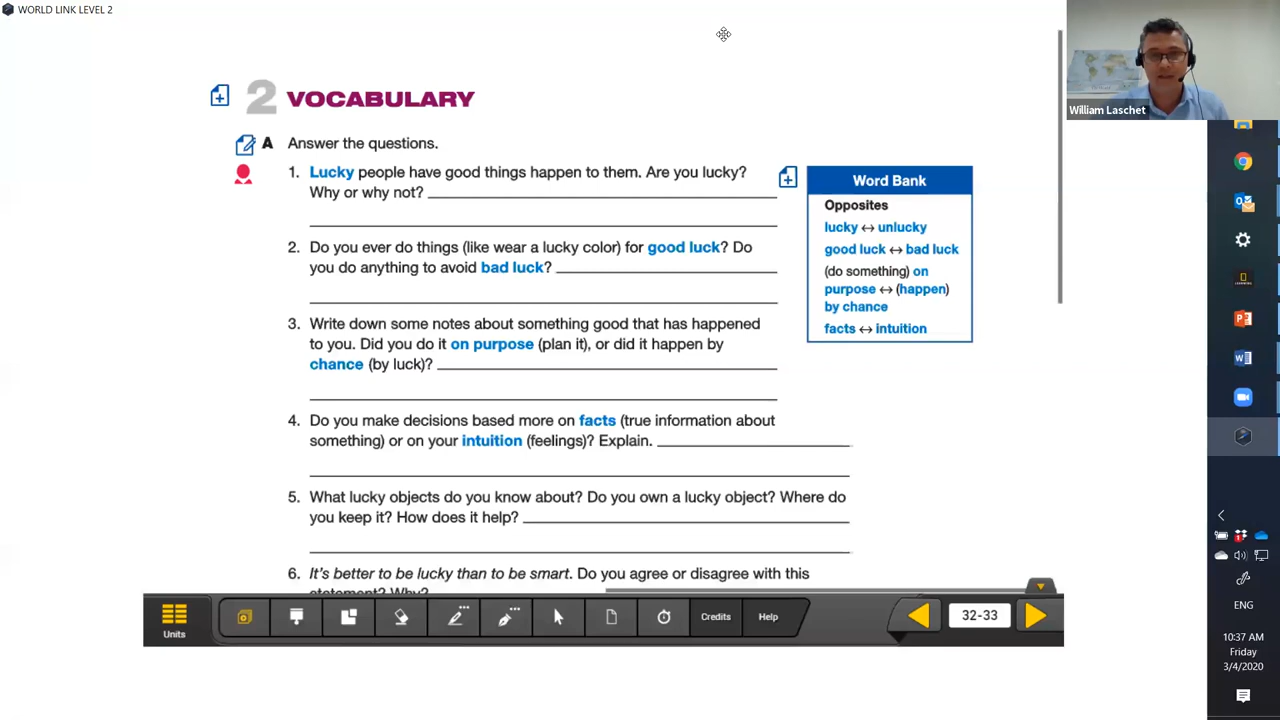 WORLD LINK LEVEL 2
William Laschet
2 VOCABULARY
A Answer the questions.
1. Lucky people have good things happen to them. Are you lucky?
Why or why not?
2. Do you ever do things (like wear a lucky color) for good luck? Do
you do anything to avoid bad luck?
3. Write down some notes about something good that has happened
to you. Did you do it on purpose (plan it), or did it happen by
chance (by luck)?
4. Do you make decisions based more on facts (true information about
something) or on your intuition (feelings)? Explain.
5. What lucky objects do you know about? Do you own a lucky object? Where do
you keep it? How does it help?
6. It's better to be lucky than to be smart. Do you agree or disagree with this
statement? Why?
Word Bank
Opposites
lucky ↔ unlucky
good luck ↔ bad luck
(do something) on
purpose ↔ (happen)
by chance
facts ↔ intuition
Units
Credits
Help
32-33
ENG
10:37 AM
Friday
3/4/2020